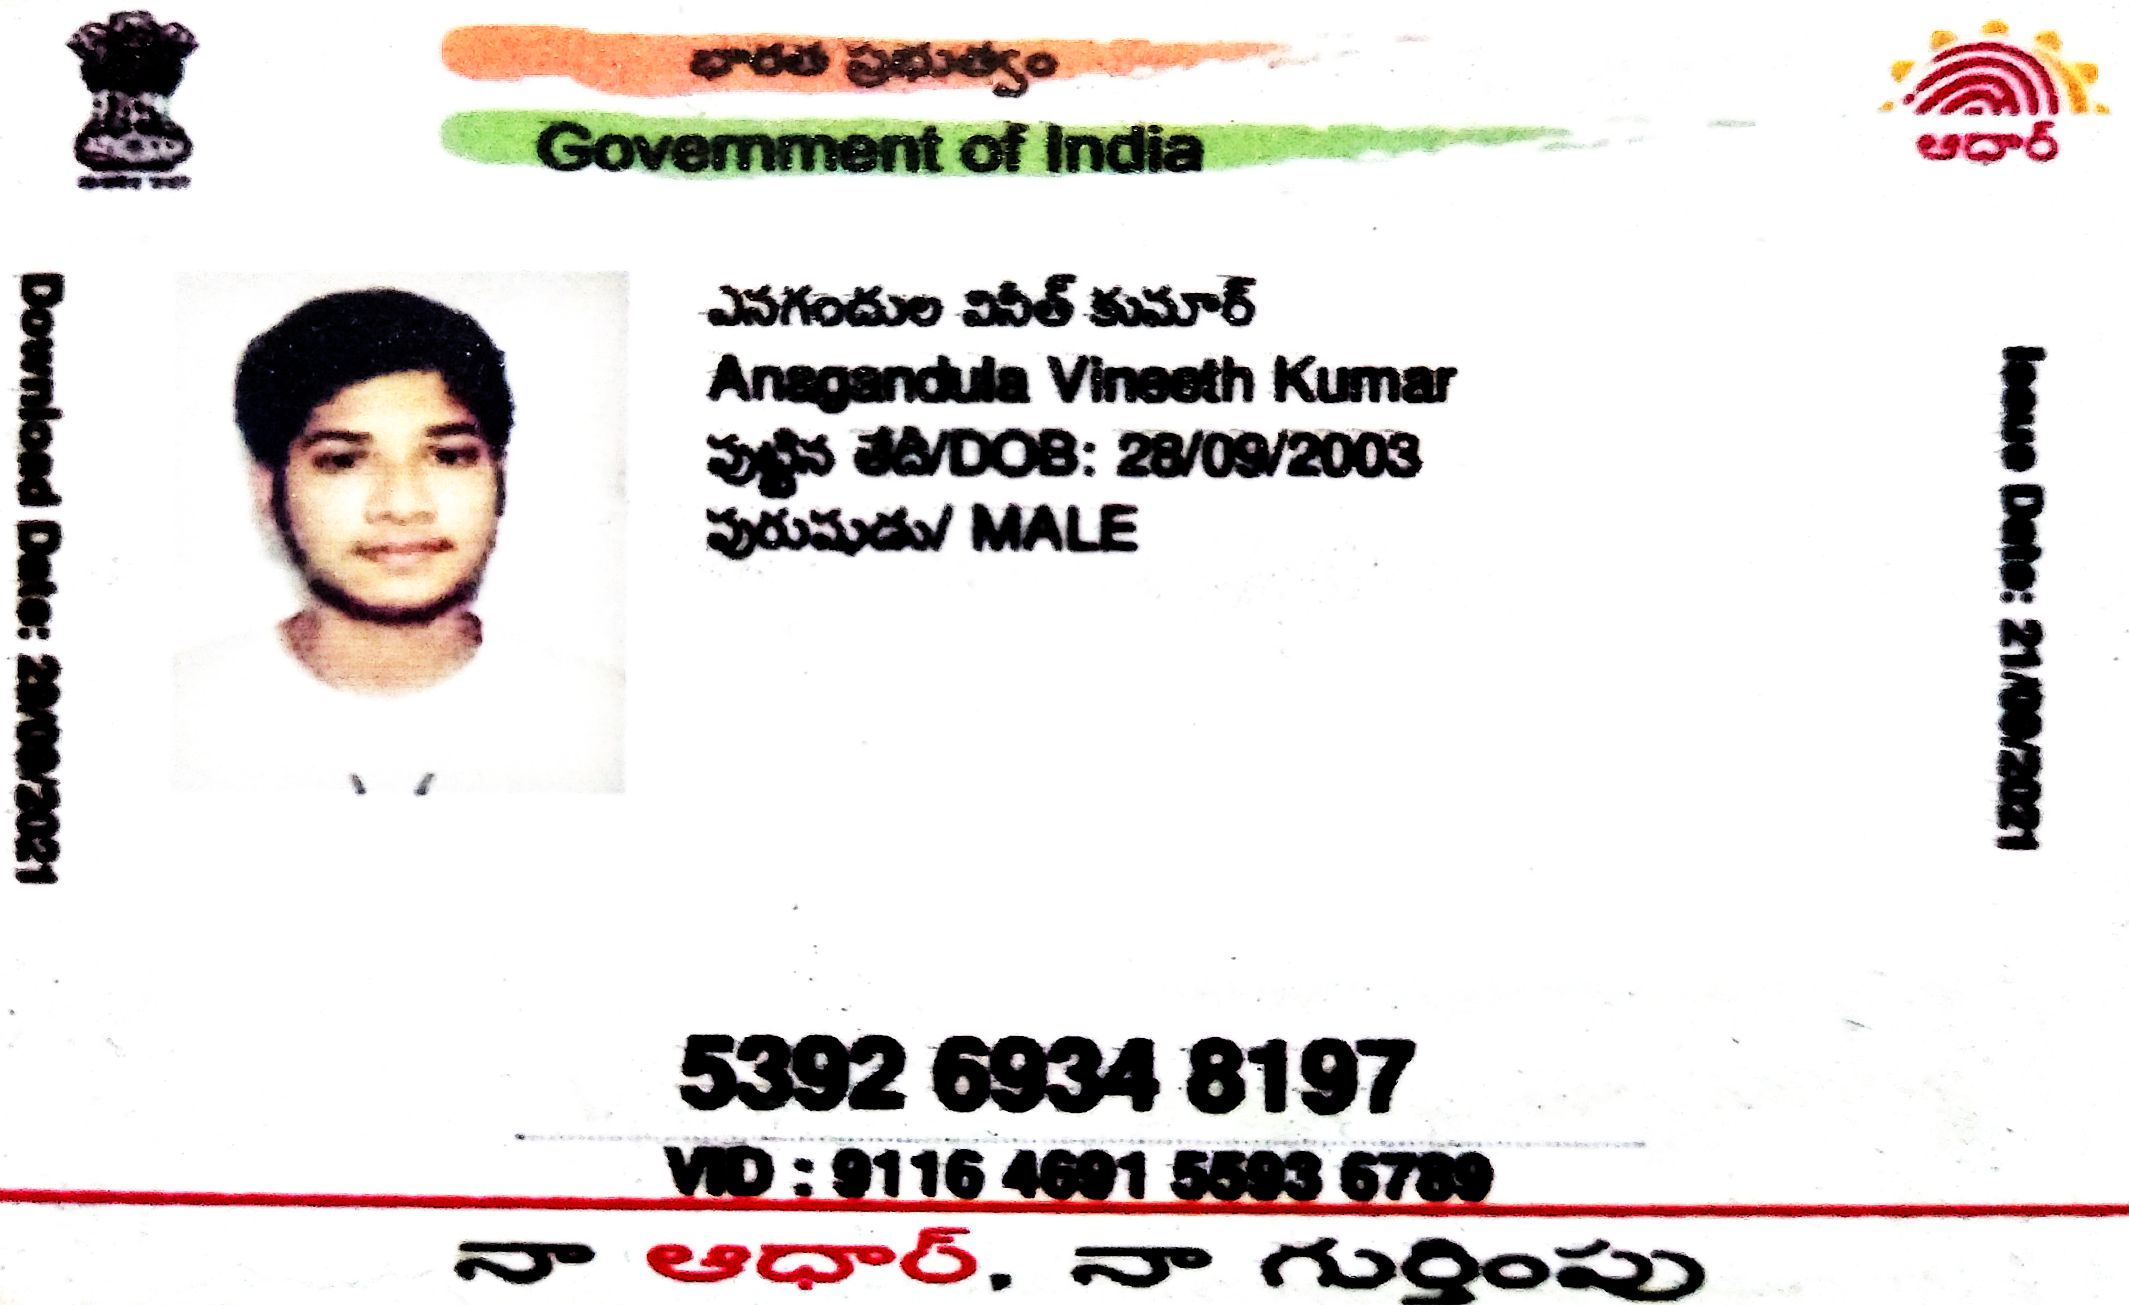 భారత ప్రభుత్వం
Government of India
ఆధార్
ఎనగందుల వినీత్ కుమార్
Anagandula Vineeth Kumar
పుట్టిన తేదీ/DOB: 28/09/2003
పురుషుడు/ MALE
Download Date: 29/09/2021
Issue Date: 21/09/2021
5392 6934 8197
VID : 9116 4691 5593 6789
నా ఆధార్, నా గుర్తింపు